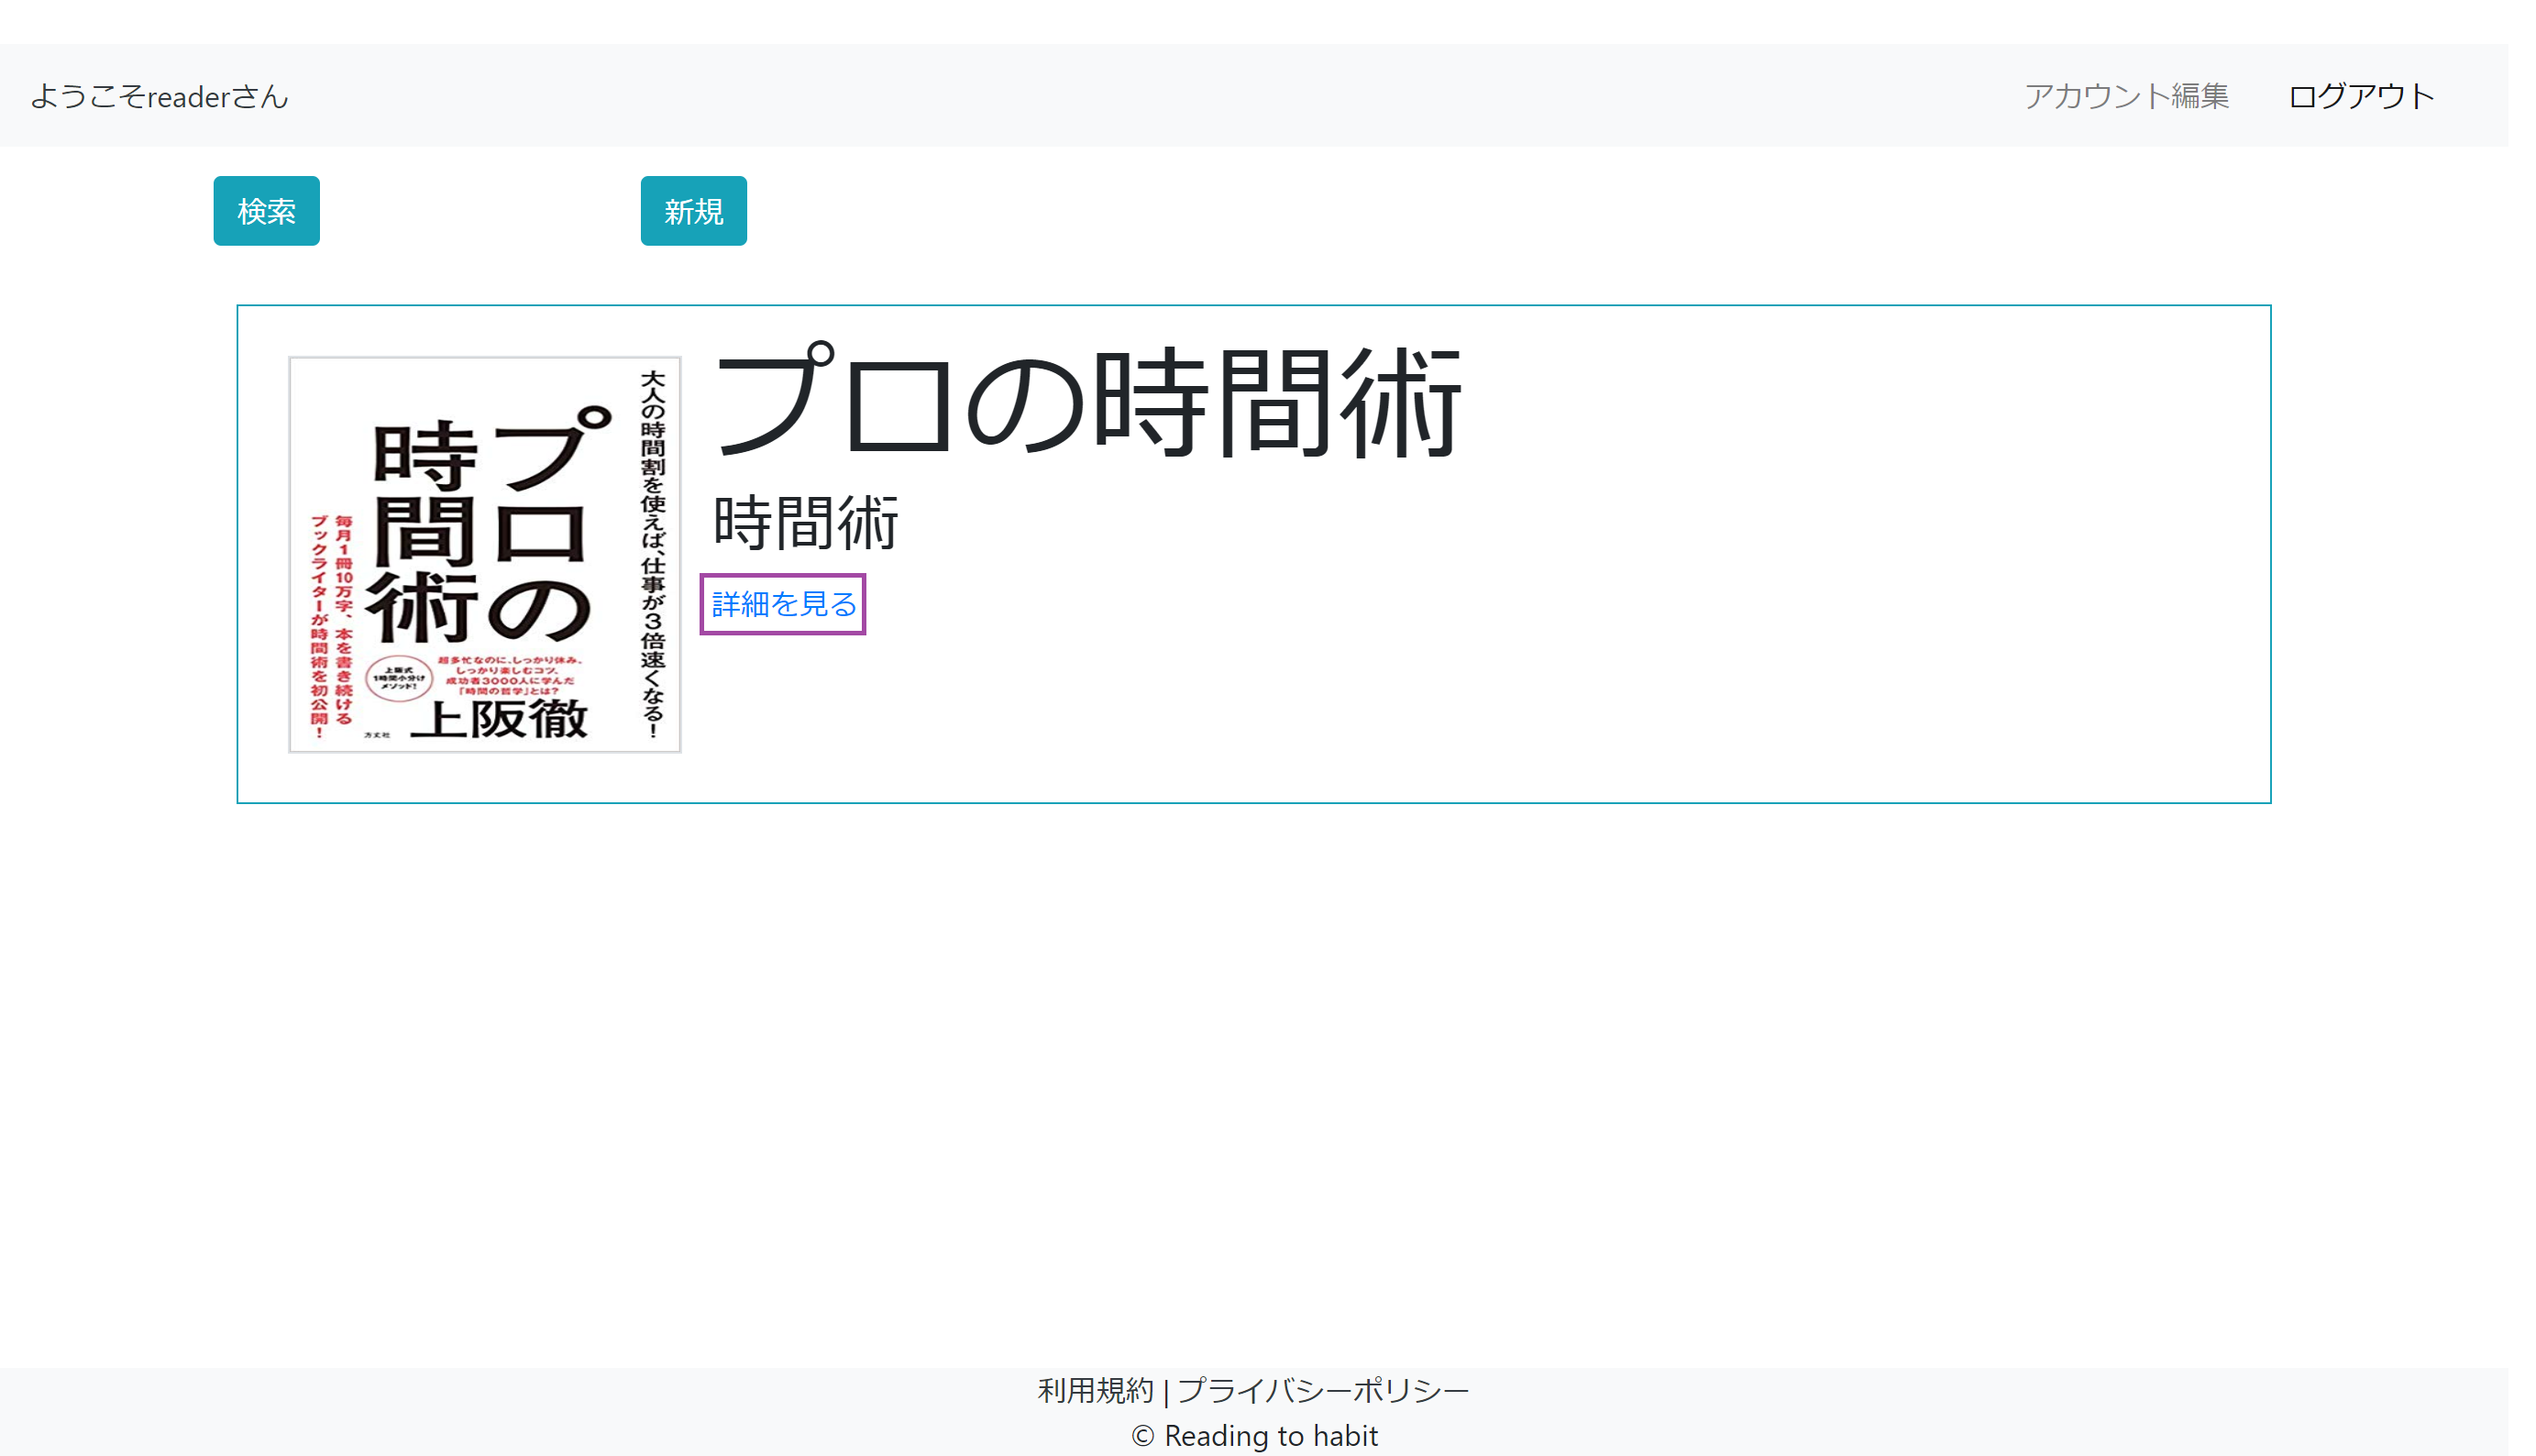 ようこそreaderさん
アカウント編集
ログアウト
検索
新規
大人の時間割を使えば、仕事が3倍速くなる!
プロの
時間術
毎月1冊10万字、本を書き続ける
ブックライターが時間術を初公開!
上阪式
1時間小分け
メソッド!
超多忙なのに、しっかり休み、
しっかり楽しむコツ。
成功者3000人に学んだ
「時間の哲学」とは?
上阪徹
方丈社
プロの時間術
時間術
詳細を見る
利用規約 | プライバシーポリシー
© Reading to habit